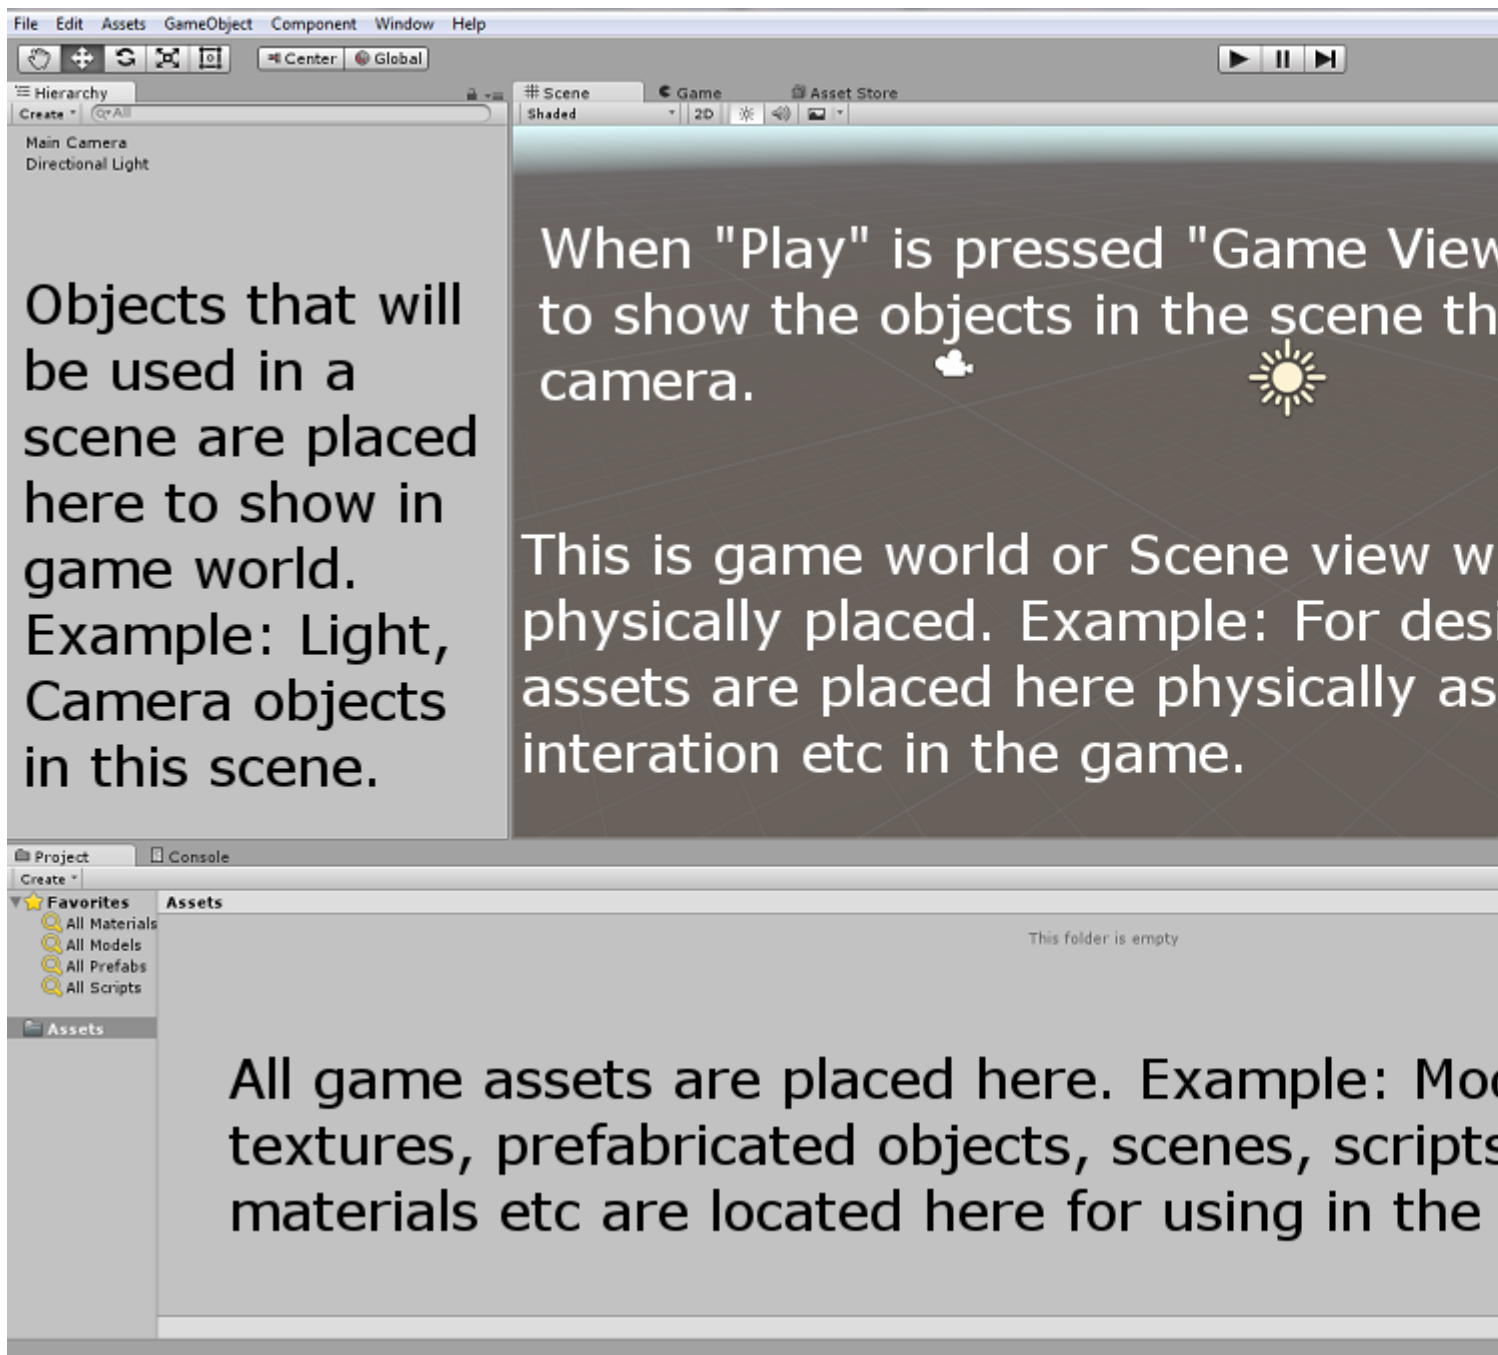 File Edit Assets GameObject Component Window Help
Center Global
Hierarchy
Create All
Main Camera
Directional Light
Objects that will
be used in a
scene are placed
here to show in
game world.
Example: Light,
Camera objects
in this scene.
Scene Game Asset Store
Shaded 2D
When "Play" is pressed "Game View
to show the objects in the scene th
camera.
This is game world or Scene view w
physically placed. Example: For desi
assets are placed here physically as
interation etc in the game.
Project Console
Create
Favorites
All Materials
All Models
All Prefabs
All Scripts
Assets
Assets
This folder is empty
All game assets are placed here. Example: Mod
textures, prefabricated objects, scenes, scripts
materials etc are located here for using in the